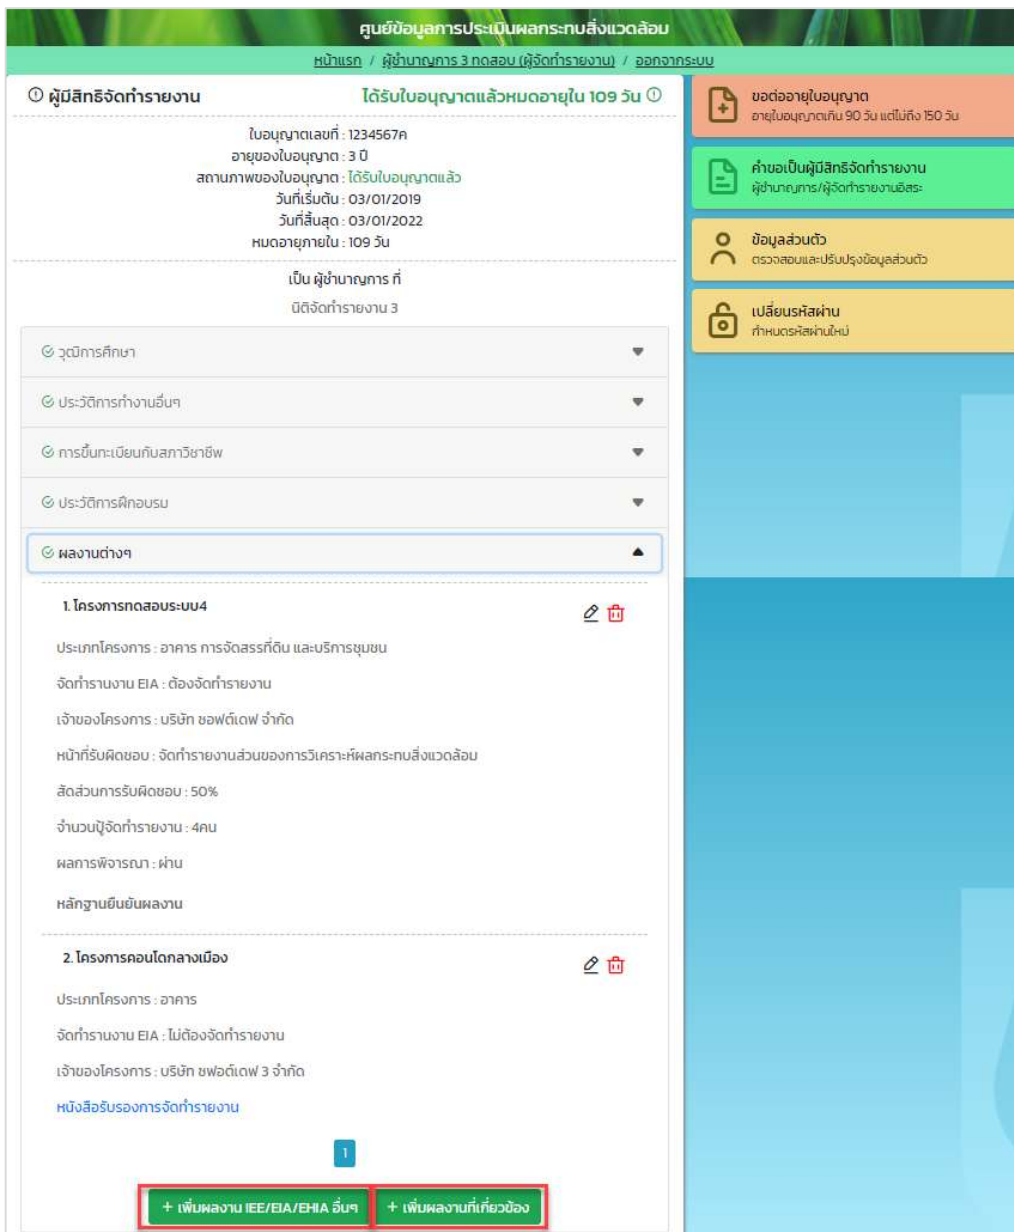 ศูนย์ข้อมูลการประเมินผลกระทบสิ่งแวดล้อม
หน้าแรก / ผู้ชำนาญการ 3 ทดสอบ (ผู้จัดทำรายงาน) / ออกจากระบบ
ผู้มีสิทธิจัดทำรายงาน
ได้รับใบอนุญาตแล้วหมดอายุใน 109 วัน
ใบอนุญาตเลขที่ : 1234567ค
อายุของใบอนุญาต : 3 ปี
สถานภาพของใบอนุญาต : ได้รับใบอนุญาตแล้ว
วันที่เริ่มต้น : 03/01/2019
วันที่สิ้นสุด : 03/01/2022
หมดอายุภายใน : 109 วัน
เป็น ผู้ชำนาญการ ที่
นิติจัดทำรายงาน 3
วุฒิการศึกษา
ประวัติการทำงานอื่นๆ
การขึ้นทะเบียนกับสภาวิชาชีพ
ประวัติการฝึกอบรม
ผลงานต่างๆ
1. โครงการทดสอบระบบ4
ประเภทโครงการ : อาคาร การจัดสรรที่ดิน และบริการชุมชน
จัดทำรานงาน EIA : ต้องจัดทำรายงาน
เจ้าของโครงการ : บริษัท ซอฟต์เดฟ จำกัด
หน้าที่รับผิดชอบ : จัดทำรายงานส่วนของการวิเคราะห์ผลกระทบสิ่งแวดล้อม
สัดส่วนการรับผิดชอบ : 50%
จำนวนปู้จัดทำรายงาน : 4คน
ผลการพิจารณา : ผ่าน
หลักฐานยืนยันผลงาน
2. โครงการคอนโดกลางเมือง
ประเภทโครงการ : อาคาร
จัดทำรานงาน EIA : ไม่ต้องจัดทำรายงาน
เจ้าของโครงการ : บริษัท ซฟอต์เดฟ 3 จำกัด
หนังสือรับรองการจัดทำรายงาน
1
+ เพิ่มผลงาน IEE/EIA/EHIA อื่นๆ
+ เพิ่มผลงานที่เกี่ยวข้อง
ขอต่ออายุใบอนุญาต
อายุใบอนุญาตเกิน 90 วัน แต่ไม่ถึง 150 วัน
คำขอเป็นผู้มีสิทธิจัดทำรายงาน
ผู้ชำนาญการ/ผู้จัดทำรายงานอิสระ
ข้อมูลส่วนตัว
ตรวจสอบและปรับปรุงข้อมูลส่วนตัว
เปลี่ยนรหัสผ่าน
กำหนดรหัสผ่านใหม่